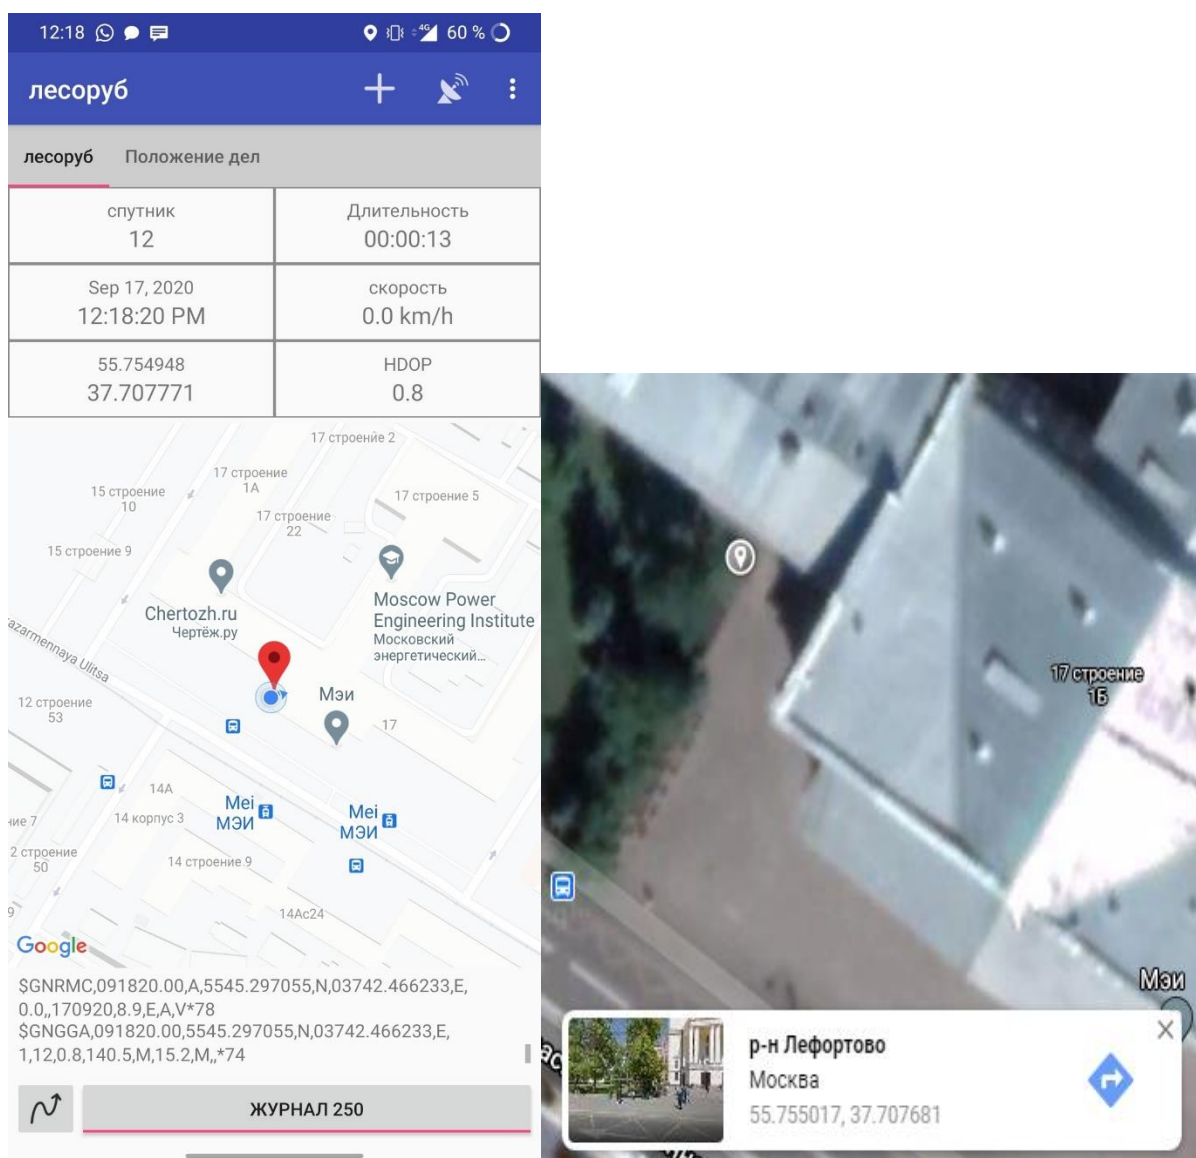 12:18
4G 60 %
лесоруб
лесоруб Положение дел
спутник
12
Длительность
00:00:13
Sep 17, 2020
12:18:20 PM
скорость
0.0 km/h
55.754948
37.707771
HDOP
0.8
17 строение 2
17 строение
1А
15 строение
10
17 строение 5
17 строение
22
15 строение 9
Chertozh.ru
Чертёж.ру
Moscow Power
Engineering Institute
Московский
энергетический...
azarmennaya Ulitsa
12 строение
53
Мэи
17
14А
14 корпус 3
Mei
МЭИ
Mei
МЭИ
ние 7
2 строение
50
14 строение 9
9
14Ас24
Google
$GNRMC,091820.00,A,5545.297055,N,03742.466233,E,
0.0,,170920,8.9,E,A,V*78
$GNGGA,091820.00,5545.297055,N,03742.466233,E,
1,12,0.8,140.5,M,15.2,M,,*74
ЖУРНАЛ 250
17 строение
1Б
Мэи
р-н Лефортово
Москва
55.755017, 37.707681